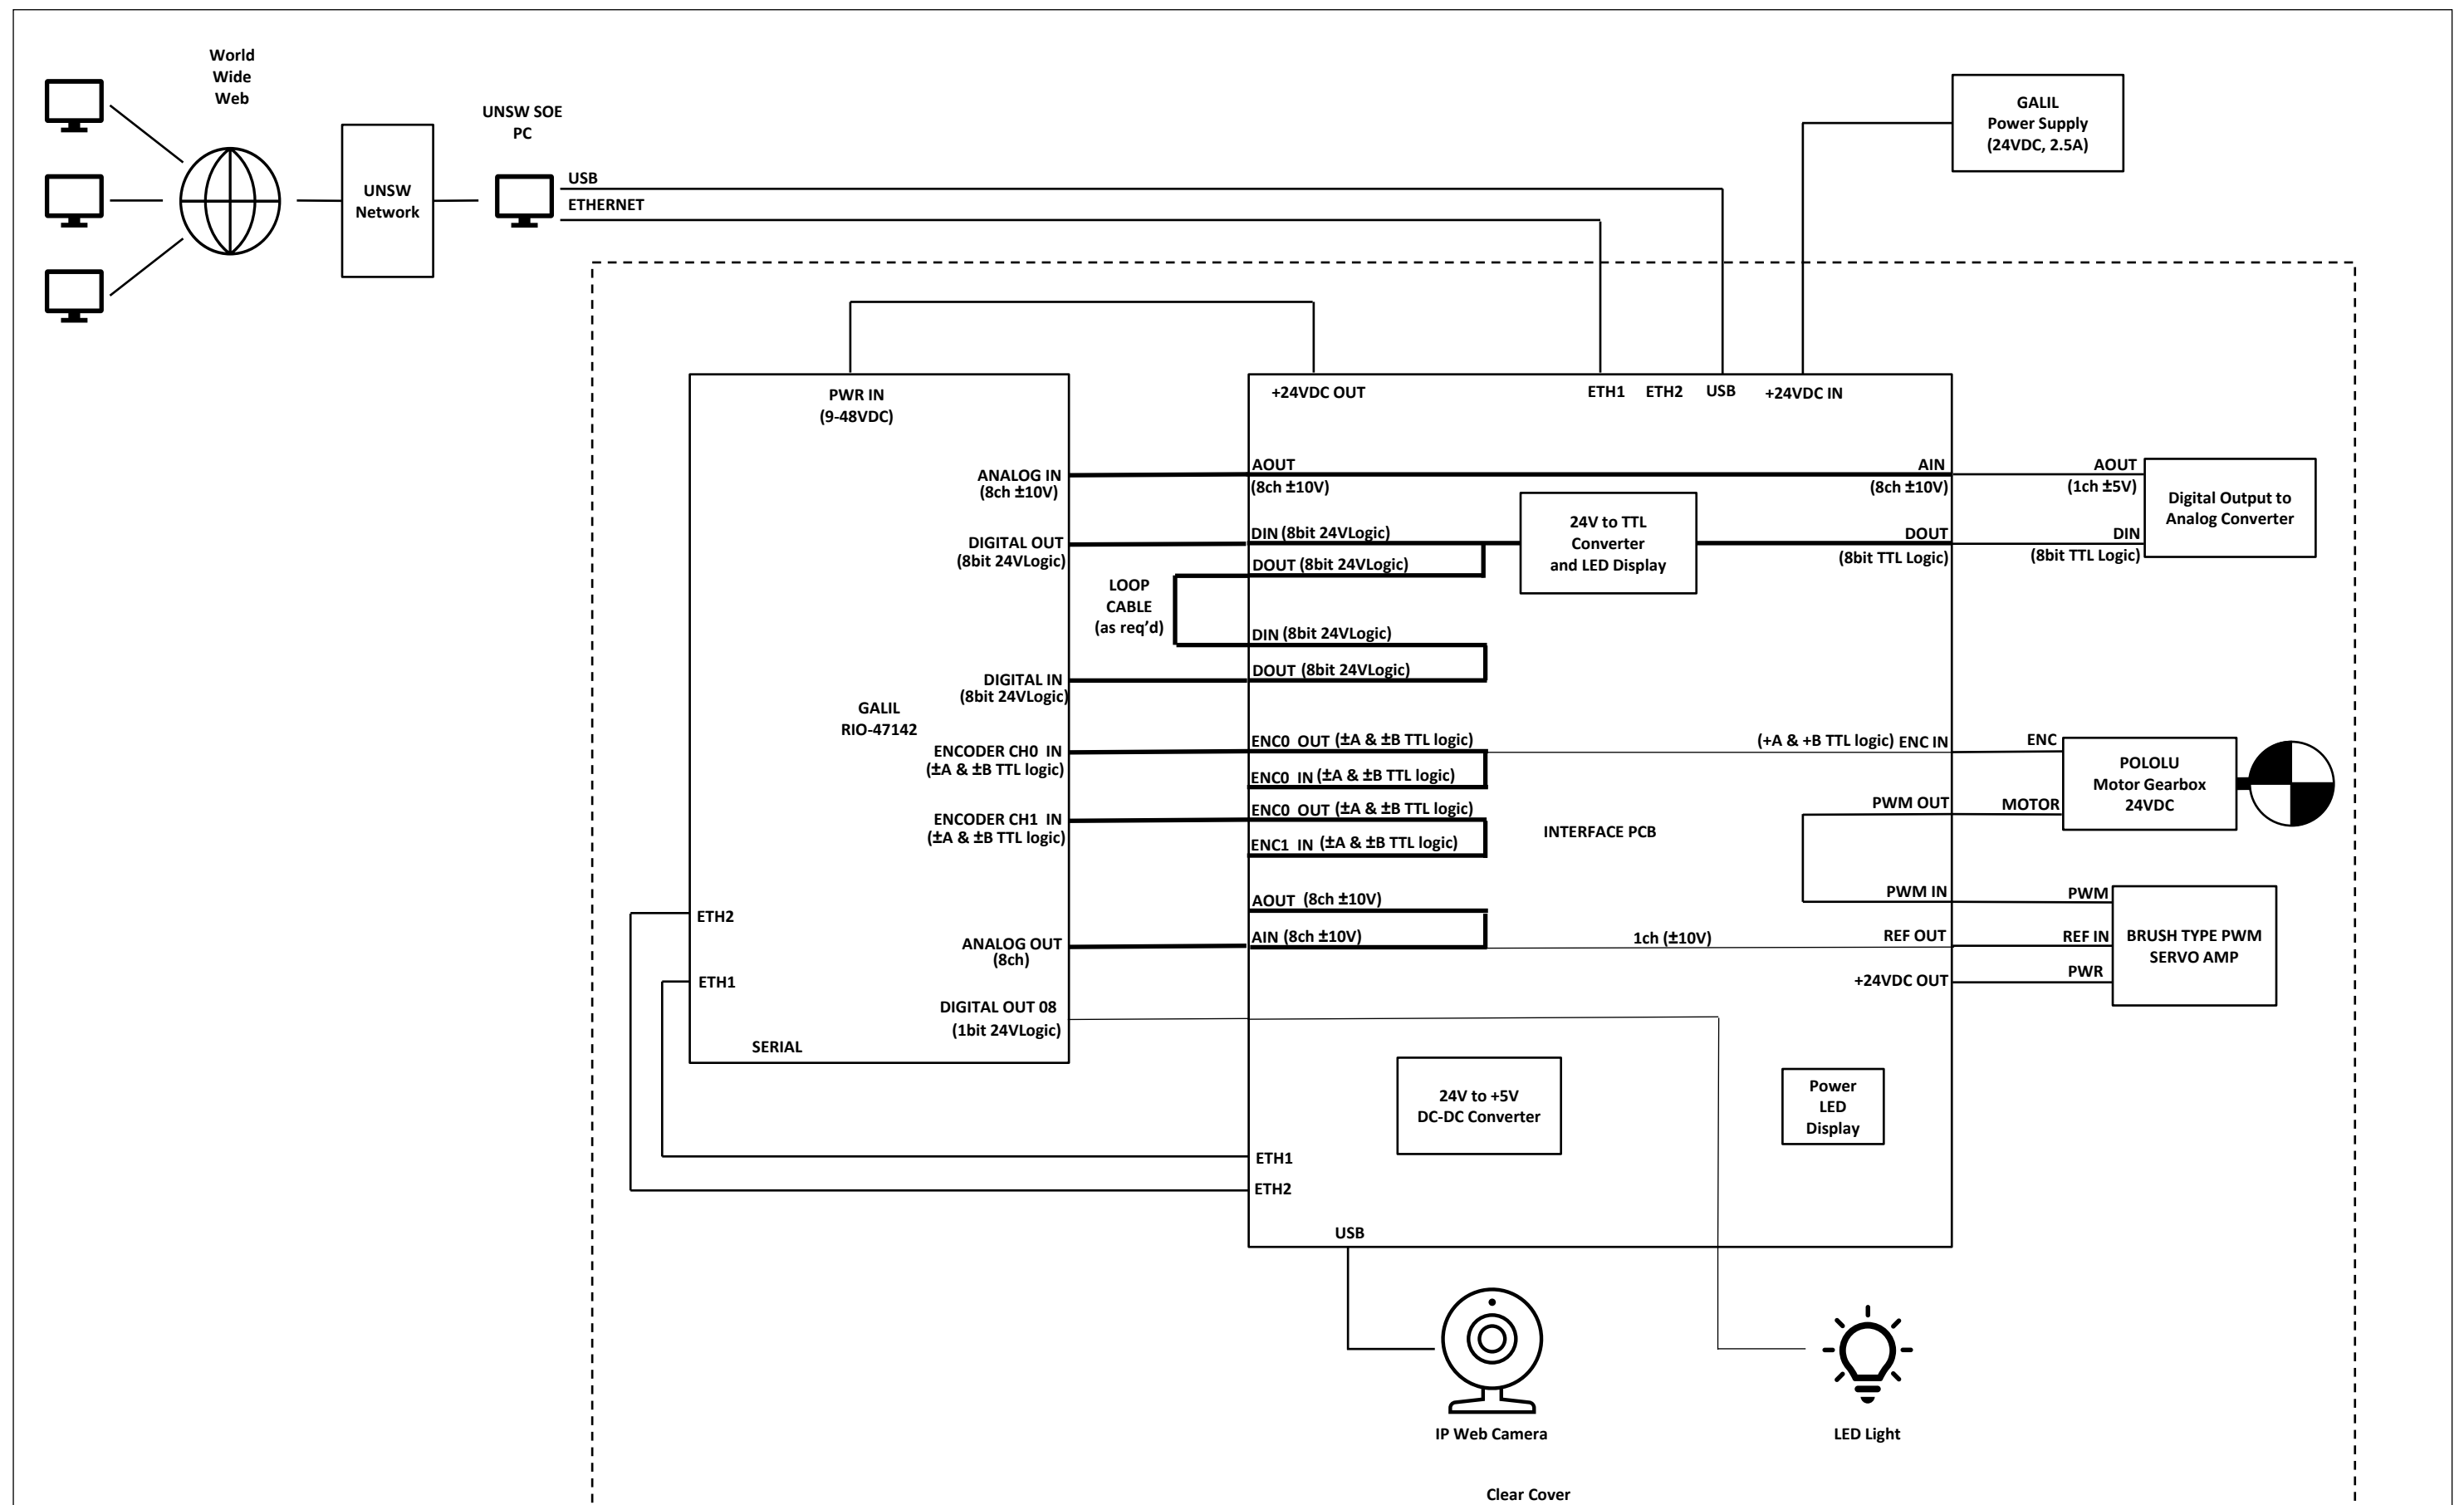 World
Wide
Web
UNSW SOE
PC
UNSW
Network
USB
ETHERNET
GALIL
Power Supply
(24VDC, 2.5A)
PWR IN
(9-48VDC)
ANALOG IN
(8ch ±10V)
DIGITAL OUT
(8bit 24VLogic)
DIGITAL IN
(8bit 24VLogic)
GALIL
RIO-47142
ENCODER CH0 IN
(±A & ±B TTL logic)
ENCODER CH1 IN
(±A & ±B TTL logic)
ETH2
ANALOG OUT
(8ch)
ETH1
DIGITAL OUT 08
(1bit 24VLogic)
SERIAL
LOOP
CABLE
(as req'd)
+24VDC OUT
ETH1
ETH2
USB
+24VDC IN
AOUT
(8ch ±10V)
AIN
(8ch ±10V)
DIN (8bit 24VLogic)
DOUT (8bit 24VLogic)
24V to TTL
Converter
and LED Display
DOUT
(8bit TTL Logic)
DIN (8bit 24VLogic)
DOUT (8bit 24VLogic)
ENC0 OUT (±A & ±B TTL logic)
(+A & +B TTL logic) ENC IN
ENC0 IN (±A & ±B TTL logic)
ENC0 OUT (±A & ±B TTL logic)
PWM OUT
INTERFACE PCB
ENC1 IN (±A & ±B TTL logic)
AOUT (8ch ±10V)
PWM IN
AIN (8ch ±10V)
1ch (±10V)
REF OUT
+24VDC OUT
24V to +5V
DC-DC Converter
Power
LED
Display
ETH1
ETH2
USB
AOUT
(1ch ±5V)
DIN
(8bit TTL Logic)
Digital Output to
Analog Converter
ENC
MOTOR
POLOLU
Motor Gearbox
24VDC
PWM
REF IN
PWR
BRUSH TYPE PWM
SERVO AMP
IP Web Camera
LED Light
Clear Cover